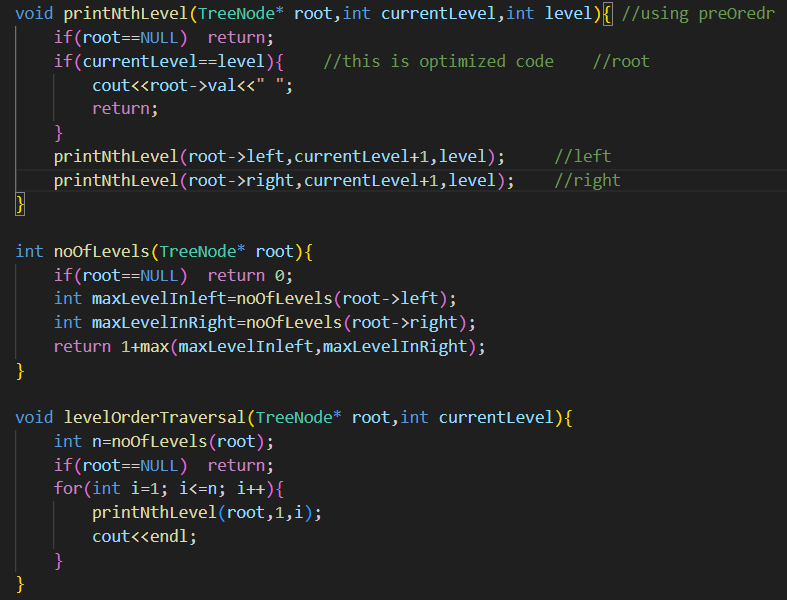 void printNthLevel(TreeNode* root,int currentLevel,int level){ //using preOredr
    if(root==NULL)  return;
    if(currentLevel==level){    //this is optimized code    //root
        cout<<root->val<<" ";
        return;
    }
    printNthLevel(root->left,currentLevel+1,level);     //left
    printNthLevel(root->right,currentLevel+1,level);    //right
}

int noOfLevels(TreeNode* root){
    if(root==NULL)  return 0;
    int maxLevelInleft=noOfLevels(root->left);
    int maxLevelInRight=noOfLevels(root->right);
    return 1+max(maxLevelInleft,maxLevelInRight);
}

void levelOrderTraversal(TreeNode* root,int currentLevel){
    int n=noOfLevels(root);
    if(root==NULL)  return;
    for(int i=1; i<=n; i++){
        printNthLevel(root,1,i);
        cout<<endl;
    }
}